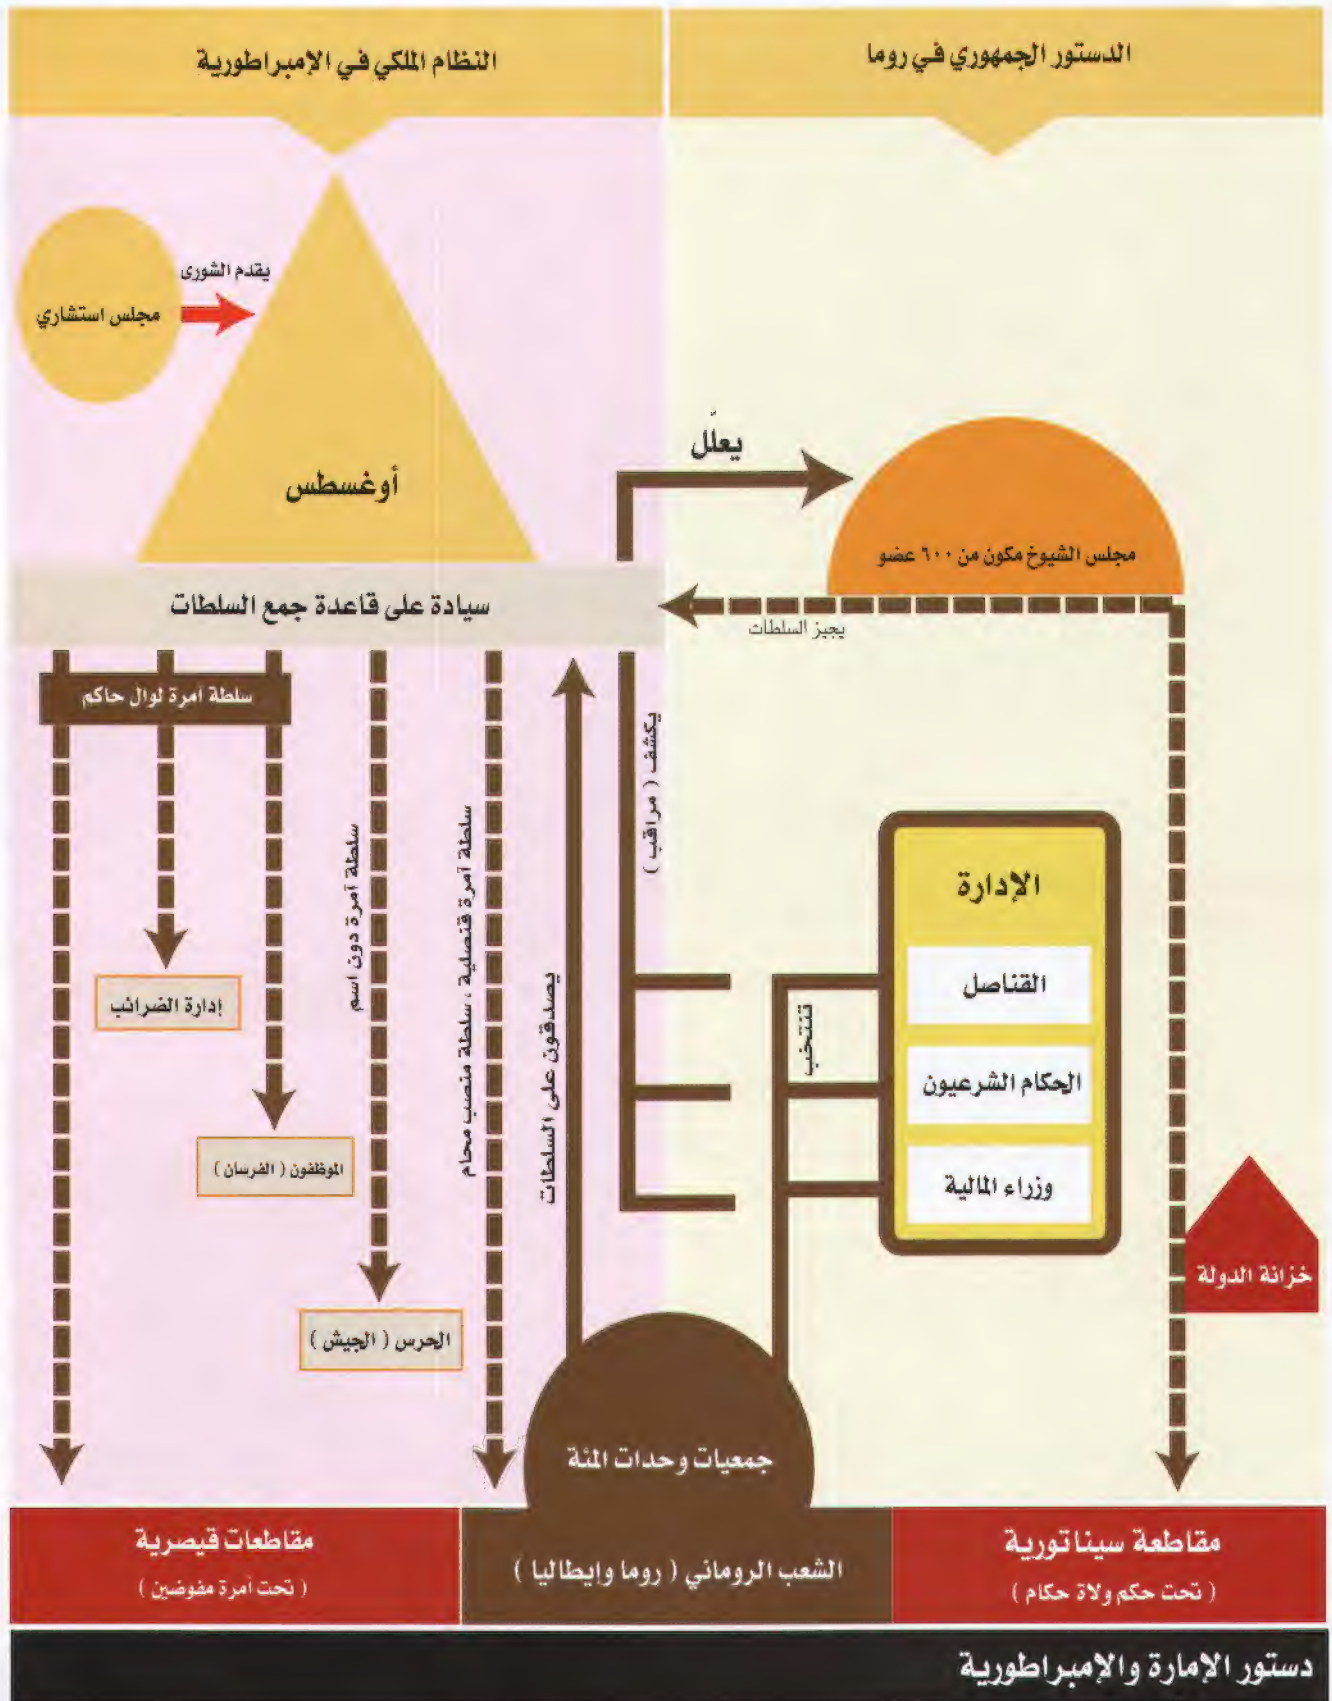 الدستور الجمهوري في روما
النظام الملكي في الإمبراطورية
يقدم الشورى
مجلس استشاري
أوغسطس
يعلّل
مجلس الشيوخ مكون من ٦٠٠ عضو
سيادة على قاعدة جمع السلطات
يجيز السلطات
سلطة آمرة لوال حاكم
يكشف ( مراقب )
سلطة آمرة دون اسم
سلطة آمرة قنصلية ، سلطة منصب محام
يصدقون على السلطات
الإدارة
القناصل
تنتخب
الحكام الشرعيون
وزراء المالية
إدارة الضرائب
الموظفون ( الفرسان )
الحرس ( الجيش )
خزانة الدولة
جمعيات وحدات المئة
مقاطعة سيناتورية
( تحت حكم ولاة حكام )
الشعب الروماني ( روما وإيطاليا )
مقاطعات قيصرية
( تحت أمرة مفوضين )
دستور الإمارة والإمبراطورية